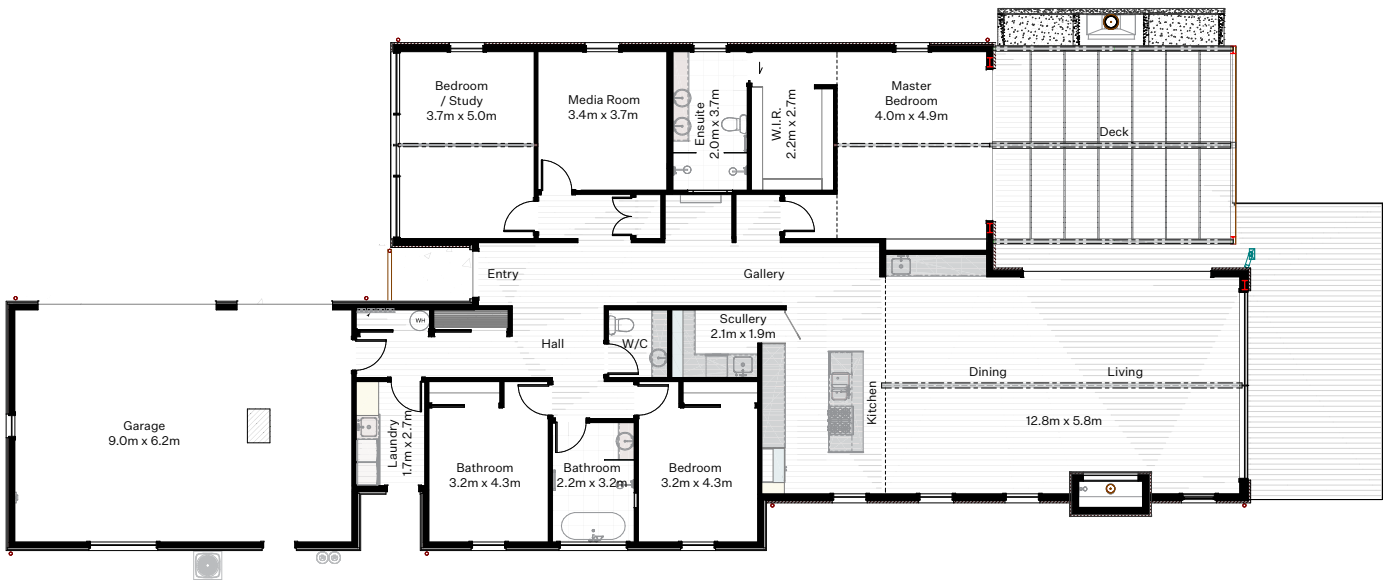 Bedroom
/ Study
3.7m x 5.0m
Media Room
3.4m x 3.7m
Ensuite
2.0m x 3.7m
W.I.R.
2.2m x 2.7m
Master
Bedroom
4.0m x 4.9m
Deck
Entry
Gallery
WH
Hall
W/C
Scullery
2.1m x 1.9m
Kitchen
Dining
Living
12.8m x 5.8m
Garage
9.0m x 6.2m
Laundry
1.7m x 2.7m
Bathroom
3.2m x 4.3m
Bathroom
2.2m x 3.2m
Bedroom
3.2m x 4.3m